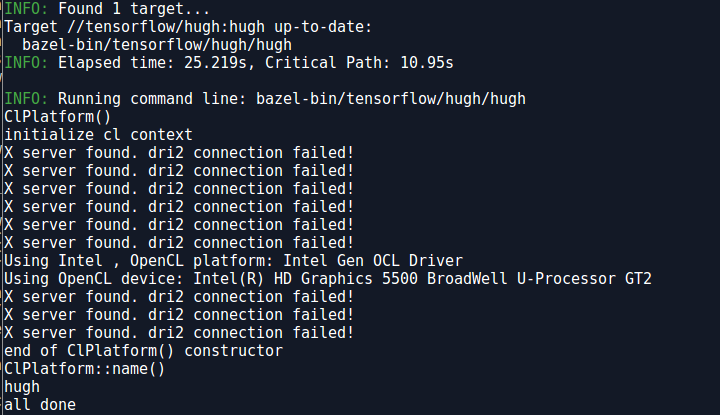 INFO: Found 1 target...
Target //tensorflow/hugh:hugh up-to-date:
  bazel-bin/tensorflow/hugh/hugh
INFO: Elapsed time: 25.219s, Critical Path: 10.95s

INFO: Running command line: bazel-bin/tensorflow/hugh/hugh
ClPlatform()
initialize cl context
X server found. dri2 connection failed!
X server found. dri2 connection failed!
X server found. dri2 connection failed!
X server found. dri2 connection failed!
X server found. dri2 connection failed!
X server found. dri2 connection failed!
Using Intel , OpenCL platform: Intel Gen OCL Driver
Using OpenCL device: Intel(R) HD Graphics 5500 BroadWell U-Processor GT2
X server found. dri2 connection failed!
X server found. dri2 connection failed!
X server found. dri2 connection failed!
end of ClPlatform() constructor
ClPlatform::name()
hugh
all done